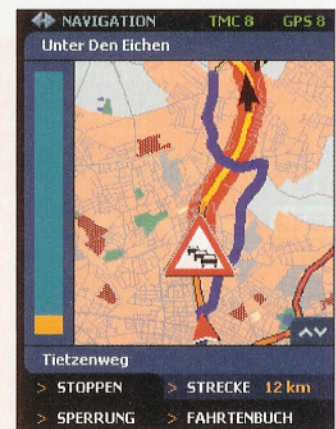 NAVIGATION TMC 8 GPS 8
Unter Den Eichen
Tietzenweg
> STOPPEN > STRECKE 12 km
> SPERRUNG > FAHRTENBUCH